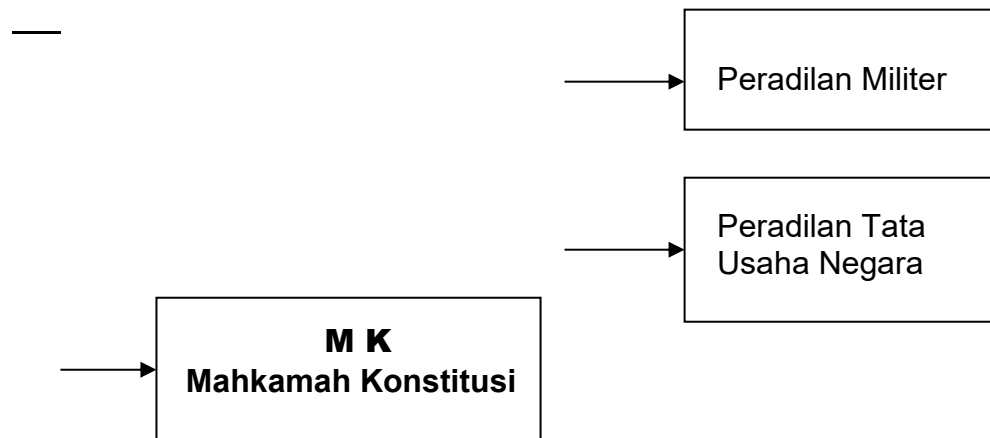 Peradilan Militer
Peradilan Tata
Usaha Negara
M K
Mahkamah Konstitusi